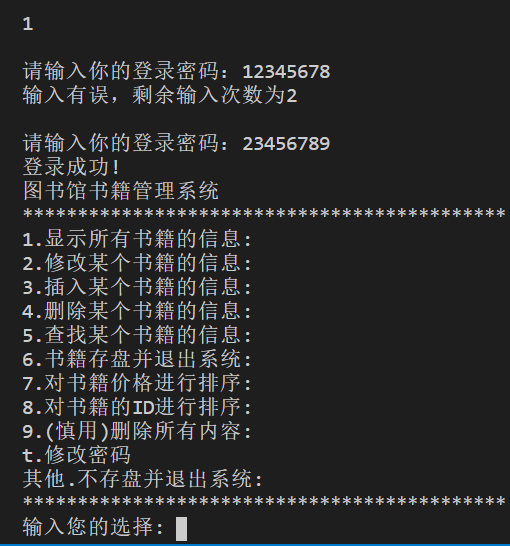 1
请输入你的登录密码: 12345678
输入有误，剩余输入次数为2
请输入你的登录密码: 23456789
登录成功!
图书馆书籍管理系统
********************************************
1.显示所有书籍的信息:
2.修改某个书籍的信息:
3.插入某个书籍的信息:
4.删除某个书籍的信息:
5.查找某个书籍的信息:
6.书籍存盘并退出系统:
7.对书籍价格进行排序:
8.对书籍的ID进行排序:
9.(慎用)删除所有内容:
t.修改密码
其他.不存盘并退出系统:
********************************************
输入您的选择: